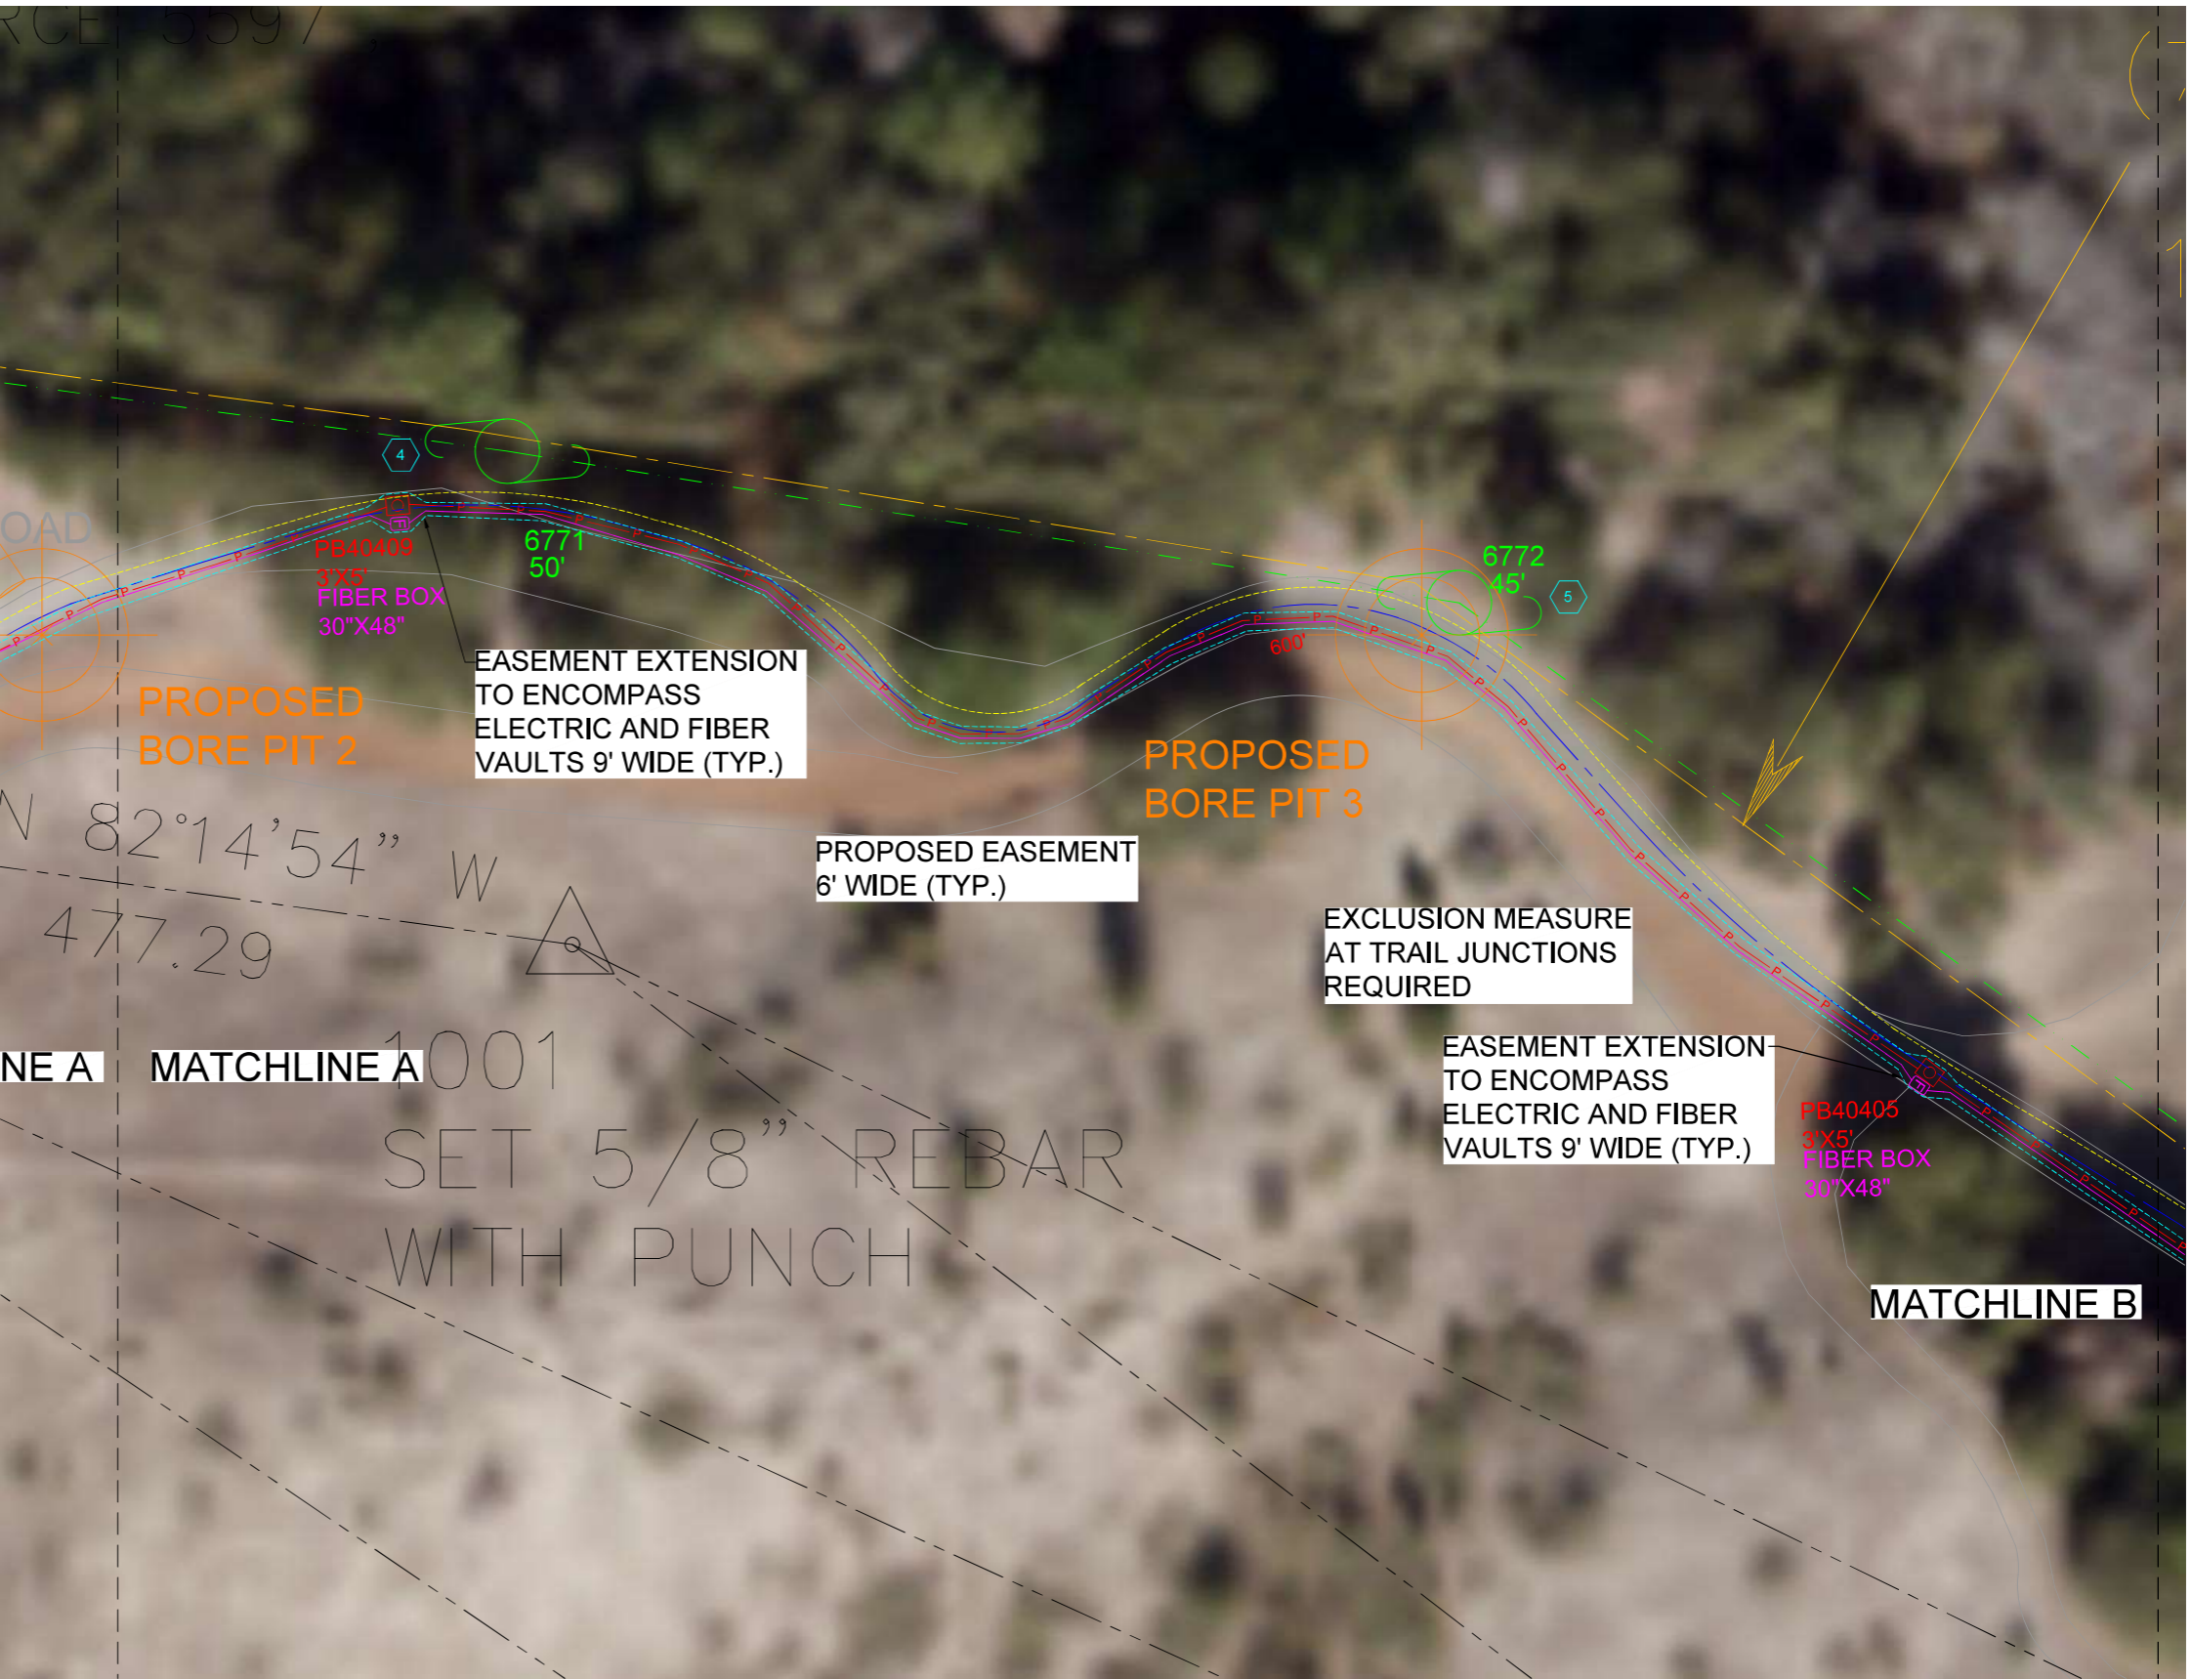 RCE 5597
4
OAD
PB40409
3'X5'
FIBER BOX
30"X48"
6771
50'
6772
45'
5
600'
EASEMENT EXTENSION
TO ENCOMPASS
ELECTRIC AND FIBER
VAULTS 9' WIDE (TYP.)
PROPOSED
BORE PIT 2
PROPOSED
BORE PIT 3
N 82°14'54" W
477.29
PROPOSED EASEMENT
6' WIDE (TYP.)
EXCLUSION MEASURE
AT TRAIL JUNCTIONS
REQUIRED
NE A
MATCHLINE A
1001
SET 5/8" REBAR
WITH PUNCH
EASEMENT EXTENSION
TO ENCOMPASS
ELECTRIC AND FIBER
VAULTS 9' WIDE (TYP.)
PB40405
3'X5'
FIBER BOX
30"X48"
MATCHLINE B